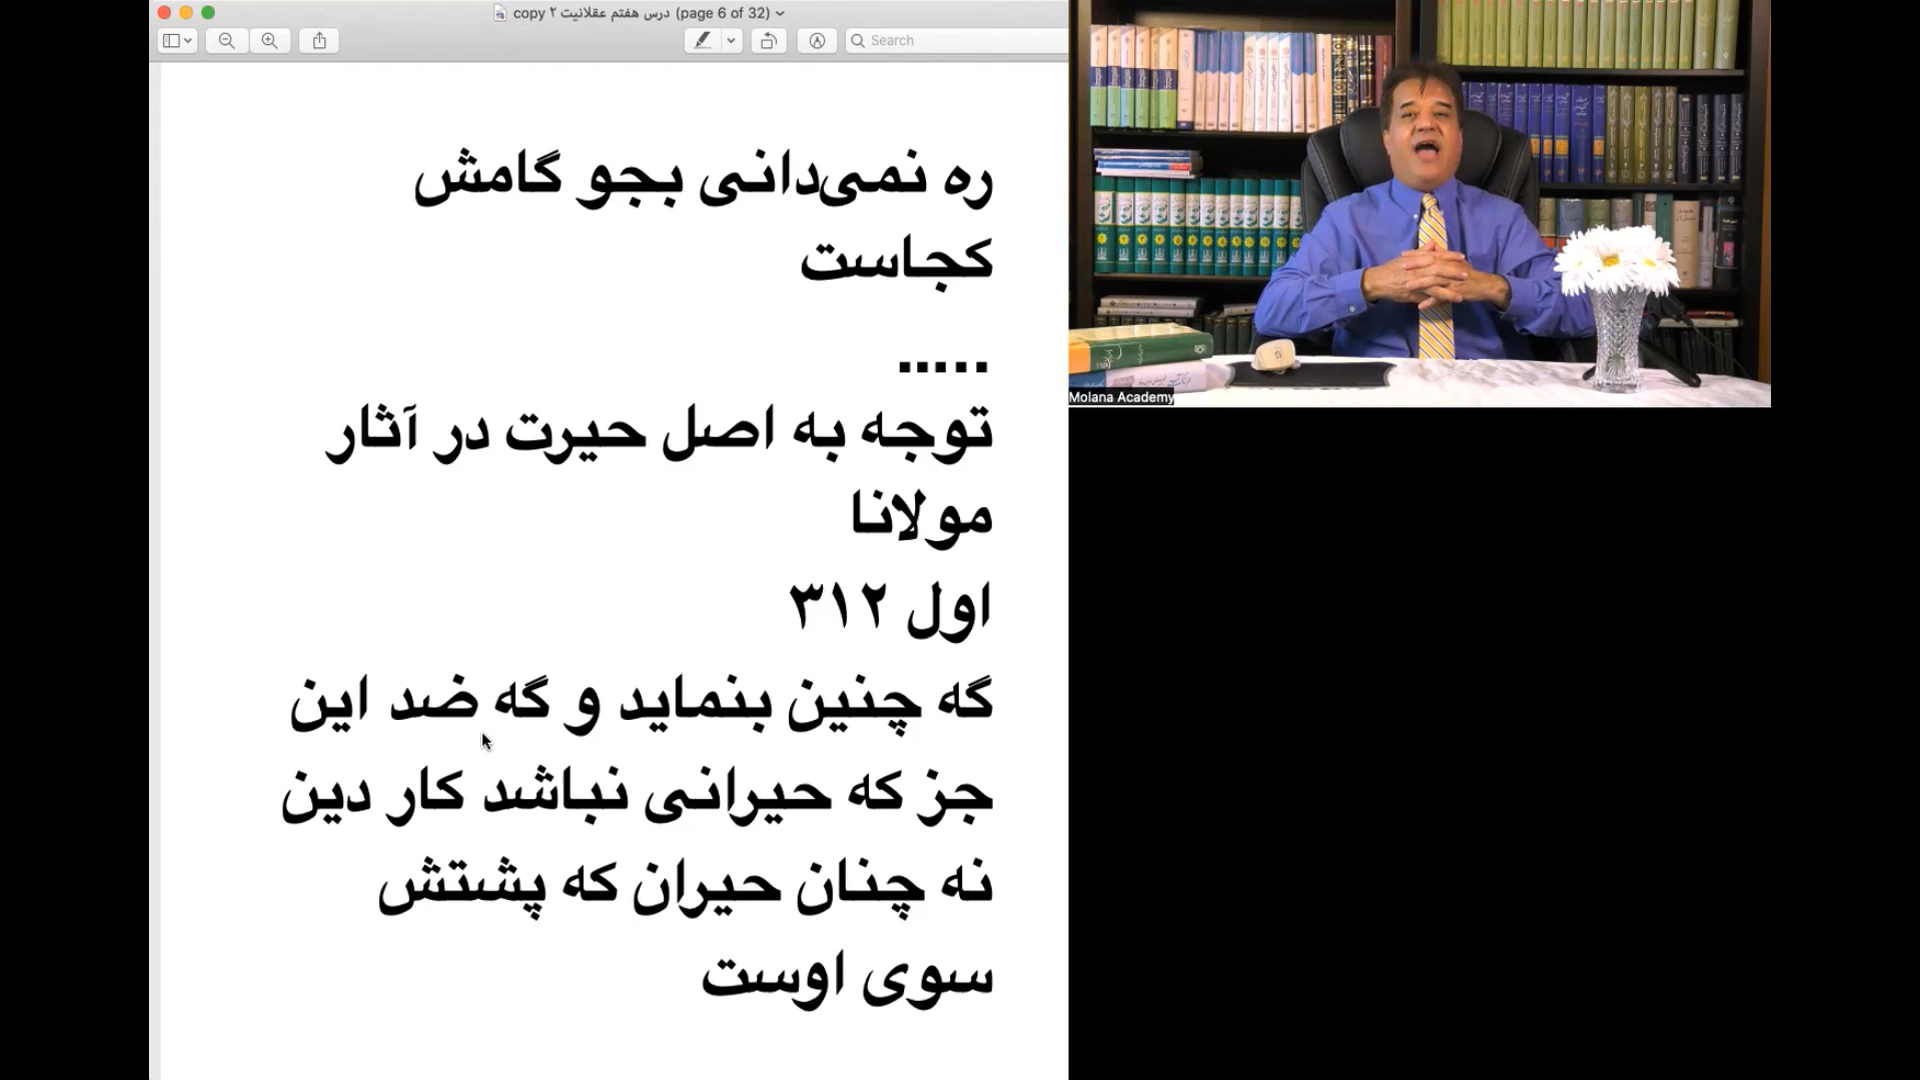 درس هفتم عقلانیت ۲ copy (page 6 of 32)
Search
ره نمی‌دانی بجو گامش
کجاست
.....
توجه به اصل حیرت در آثار
مولانا
اول ۳۱۲
گه چنین بنماید و گه ضد این
جز که حیرانی نباشد کار دین
نه چنان حیران که پشتش
سوی اوست
Molana Academy